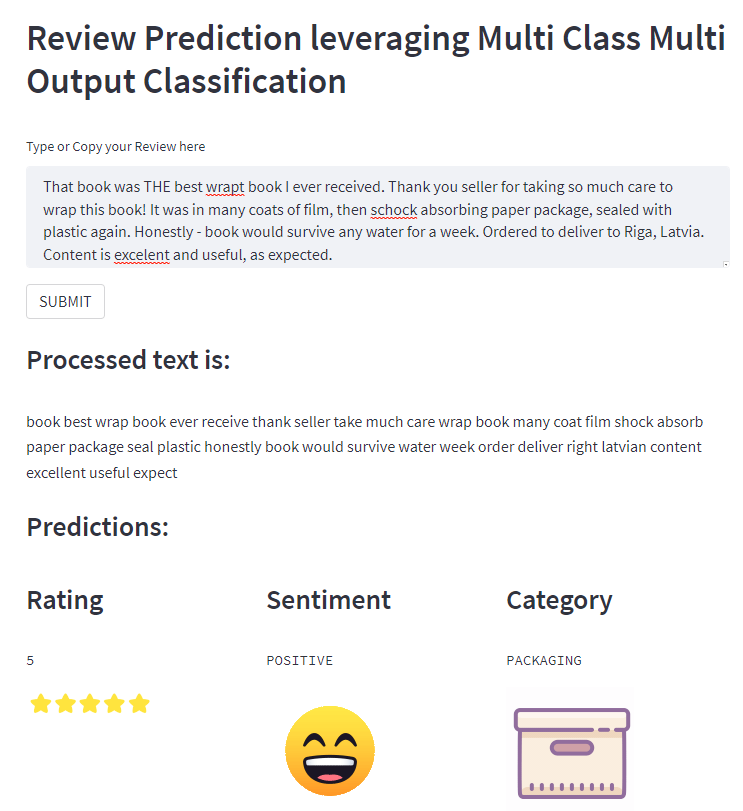 Review Prediction leveraging Multi Class Multi
Output Classification
Type or Copy your Review here
That book was THE best wrapt book I ever received. Thank you seller for taking so much care to
wrap this book! It was in many coats of film, then schock absorbing paper package, sealed with
plastic again. Honestly - book would survive any water for a week. Ordered to deliver to Riga, Latvia.
Content is excelent and useful, as expected.
SUBMIT
Processed text is:
book best wrap book ever receive thank seller take much care wrap book many coat film shock absorb
paper package seal plastic honestly book would survive water week order deliver right latvian content
excellent useful expect
Predictions:
Rating Sentiment Category
5 POSITIVE PACKAGING